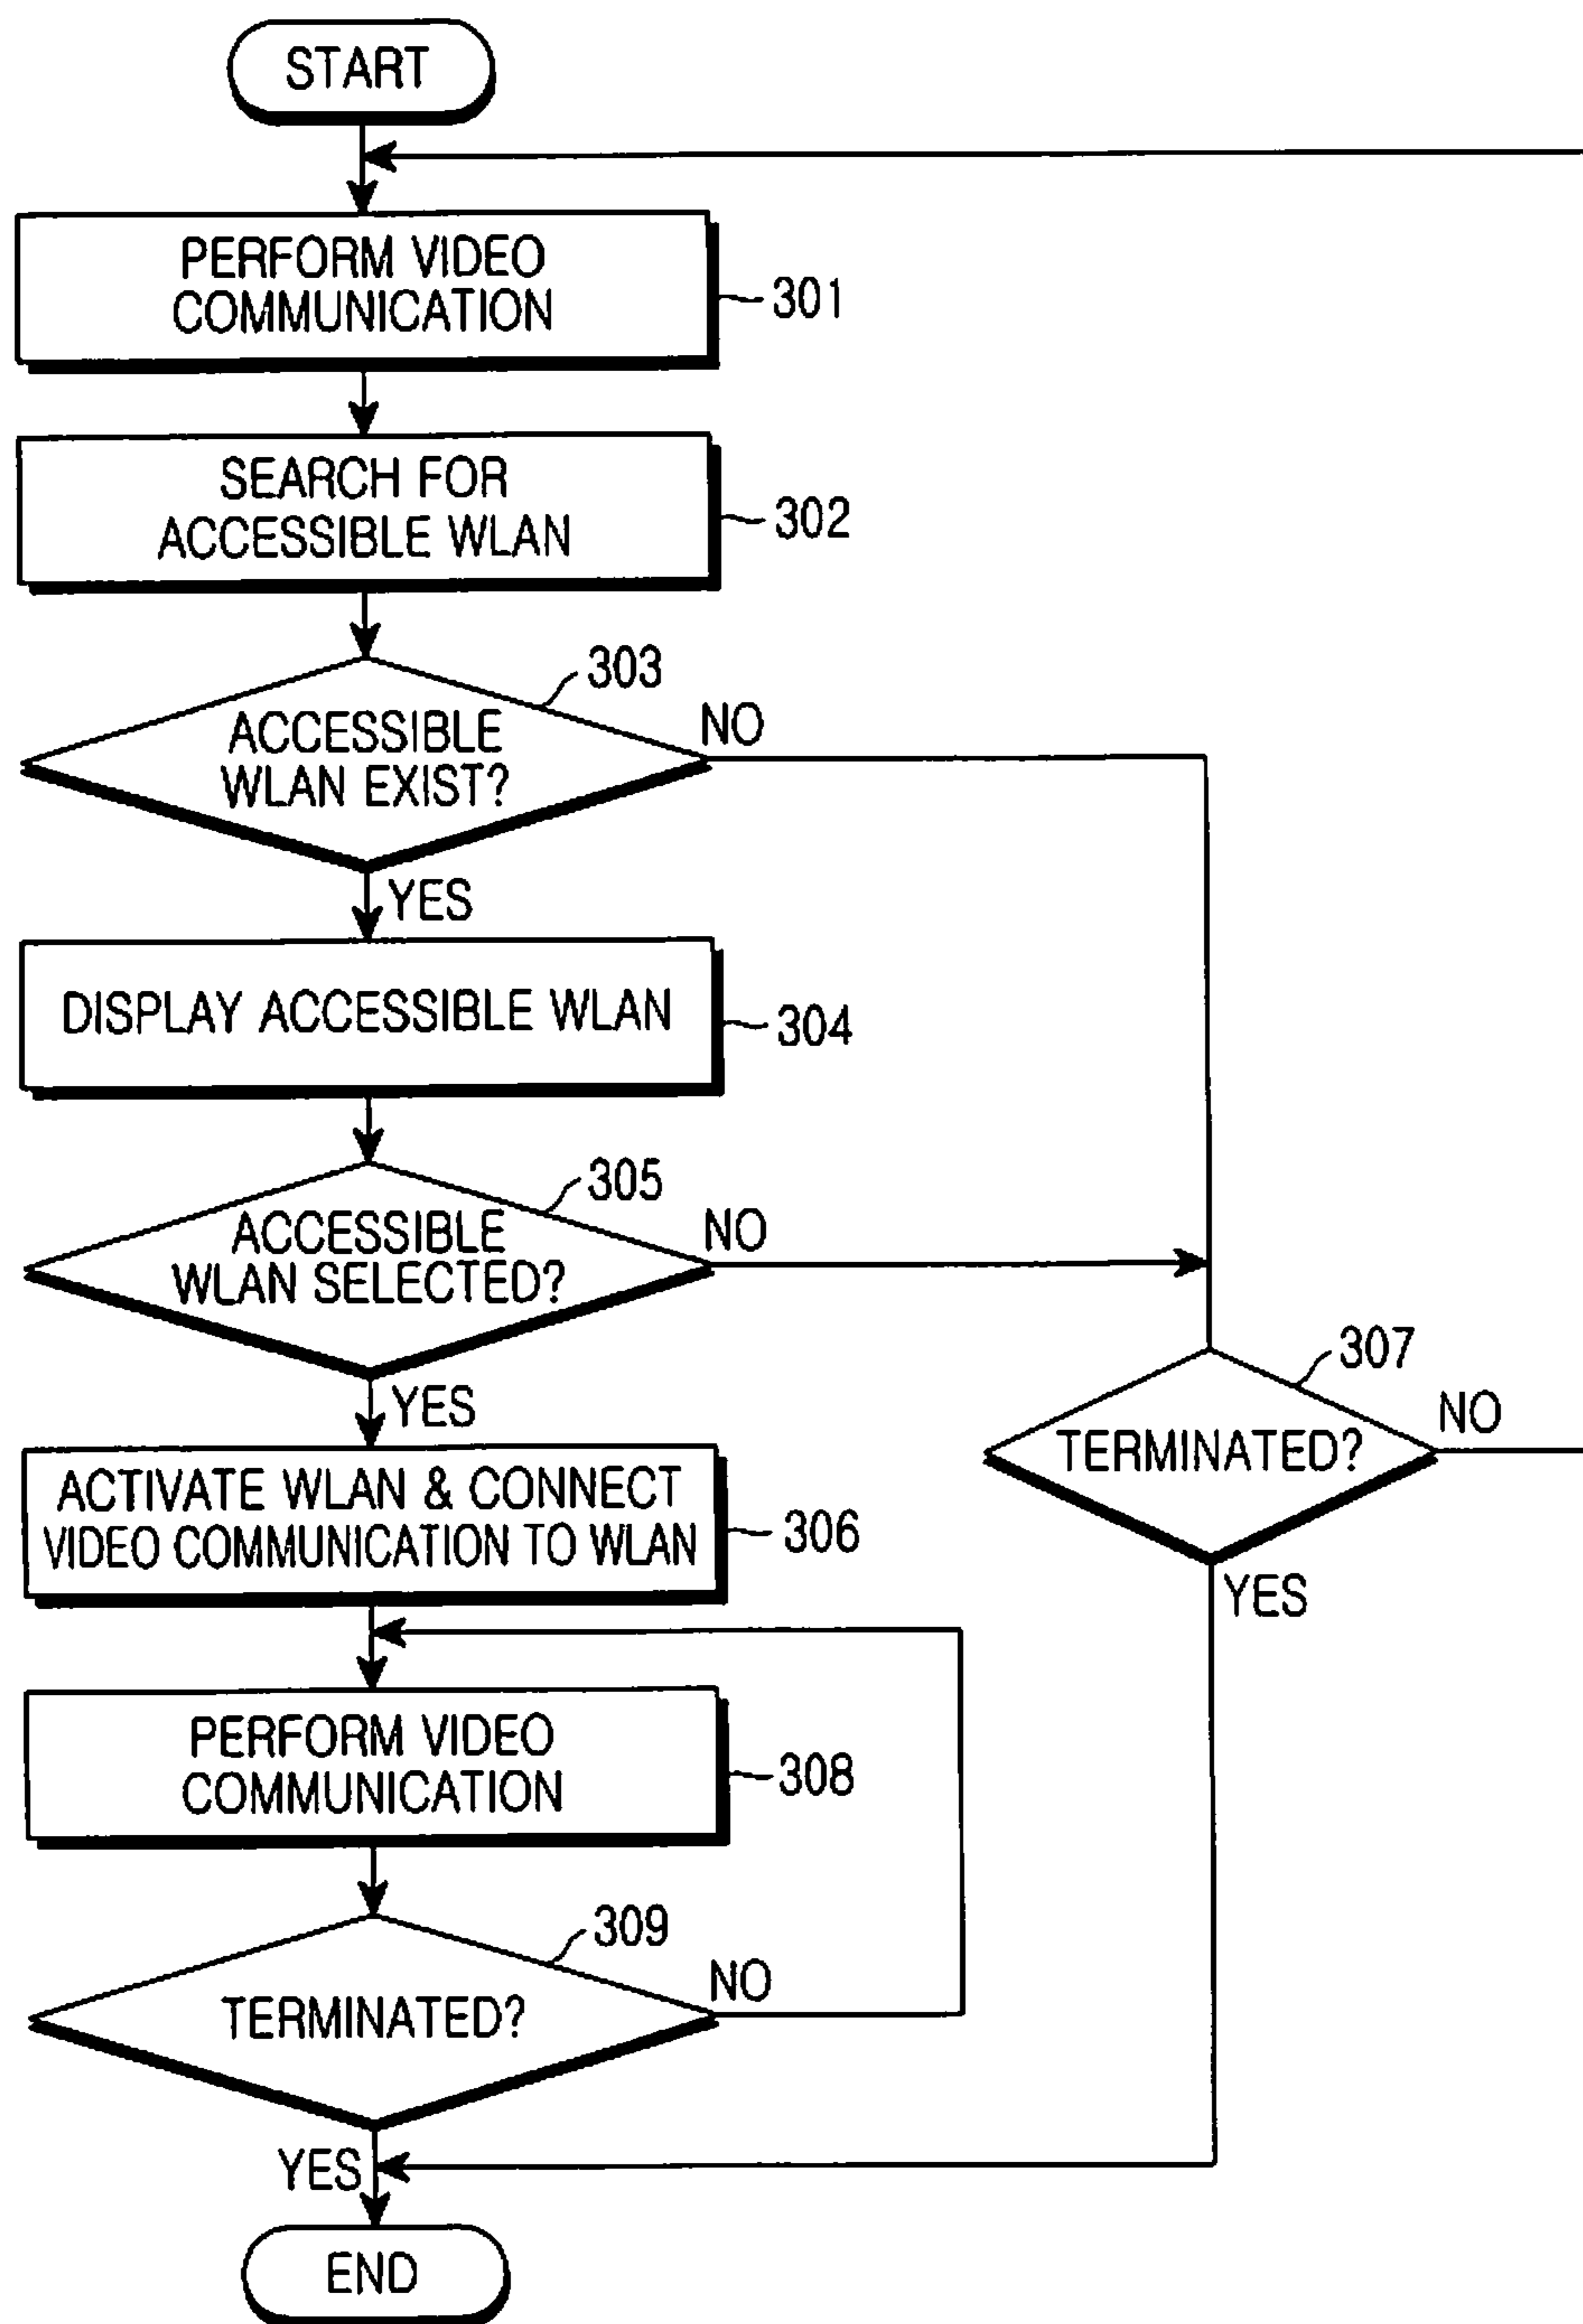 START
PERFORM VIDEO
COMMUNICATION
301
SEARCH FOR
ACCESSIBLE WLAN
302
303
ACCESSIBLE
WLAN EXIST?
NO
YES
DISPLAY ACCESSIBLE WLAN
304
305
ACCESSIBLE
WLAN SELECTED?
NO
YES
307
TERMINATED?
NO
YES
ACTIVATE WLAN & CONNECT
VIDEO COMMUNICATION TO WLAN
306
PERFORM VIDEO
COMMUNICATION
308
309
TERMINATED?
NO
YES
END